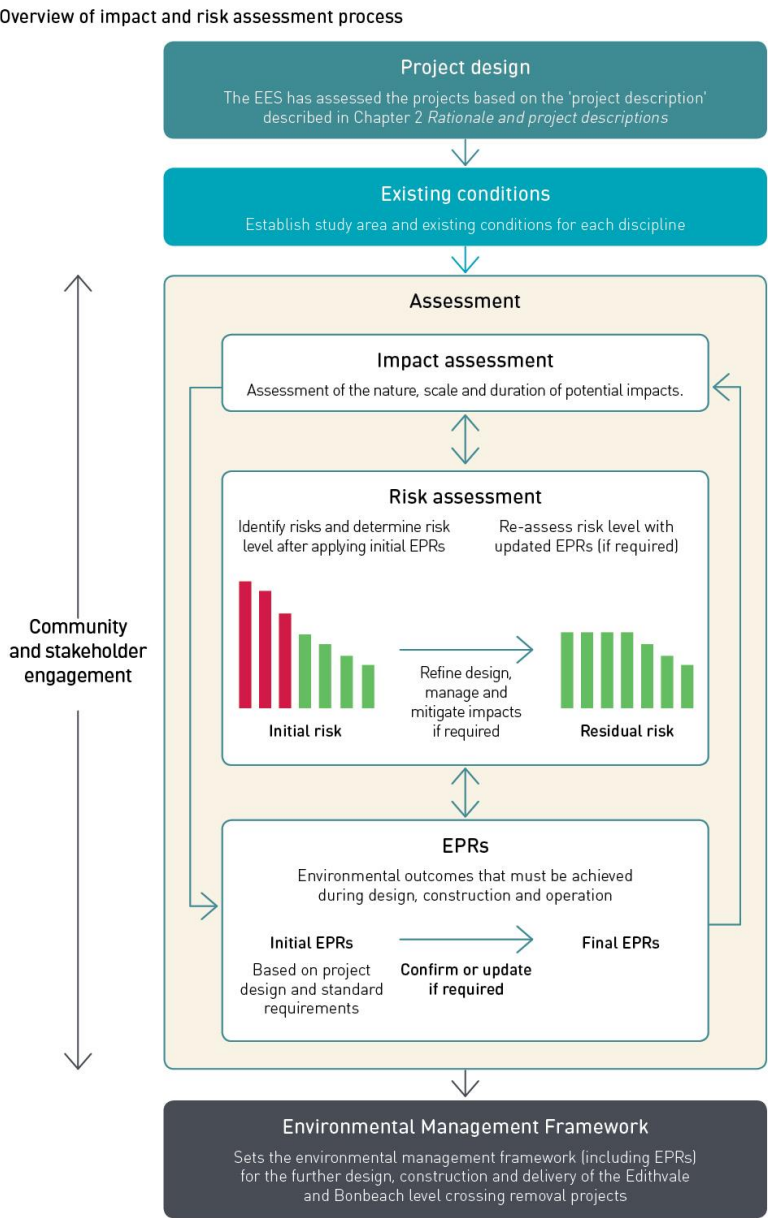 Overview of impact and risk assessment process
Project design
The EES has assessed the projects based on the 'project description'
described in Chapter 2 Rationale and project descriptions
Existing conditions
Establish study area and existing conditions for each discipline
Assessment
Impact assessment
Assessment of the nature, scale and duration of potential impacts.
Risk assessment
Identify risks and determine risk
level after applying initial EPRs
Re-assess risk level with
updated EPRs (if required)
Refine design,
manage and
mitigate impacts
if required
Initial risk
Residual risk
Community
and stakeholder
engagement
EPRs
Environmental outcomes that must be achieved
during design, construction and operation
Initial EPRs
Based on project
design and standard
requirements
Confirm or update
if required
Final EPRs
Environmental Management Framework
Sets the environmental management framework (including EPRs)
for the further design, construction and delivery of the Edithvale
and Bonbeach level crossing removal projects